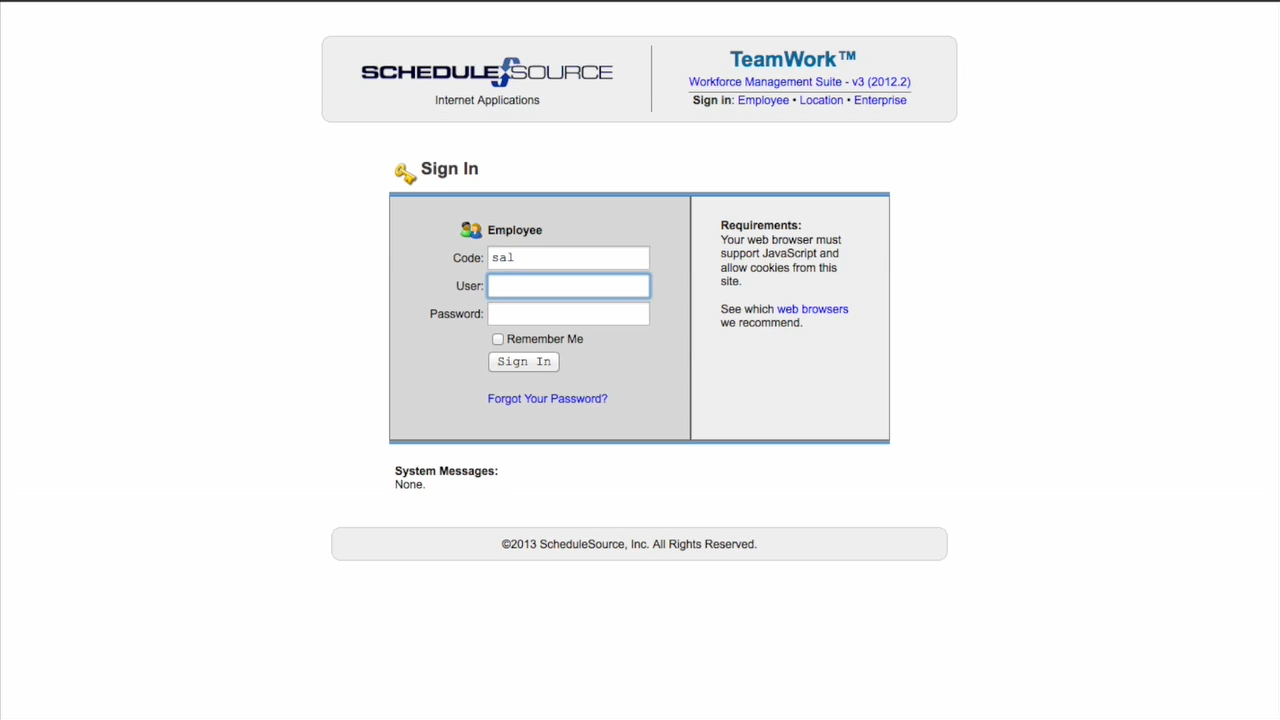 SCHEDULESOURCE
Internet Applications
TeamWork™
Workforce Management Suite - v3 (2012.2)
Sign in: Employee • Location • Enterprise
Sign In
Employee
Code: sal
User:
Password:
Remember Me
Sign In
Forgot Your Password?
Requirements:
Your web browser must
support JavaScript and
allow cookies from this
site.
See which web browsers
we recommend.
System Messages:
None.
©2013 ScheduleSource, Inc. All Rights Reserved.